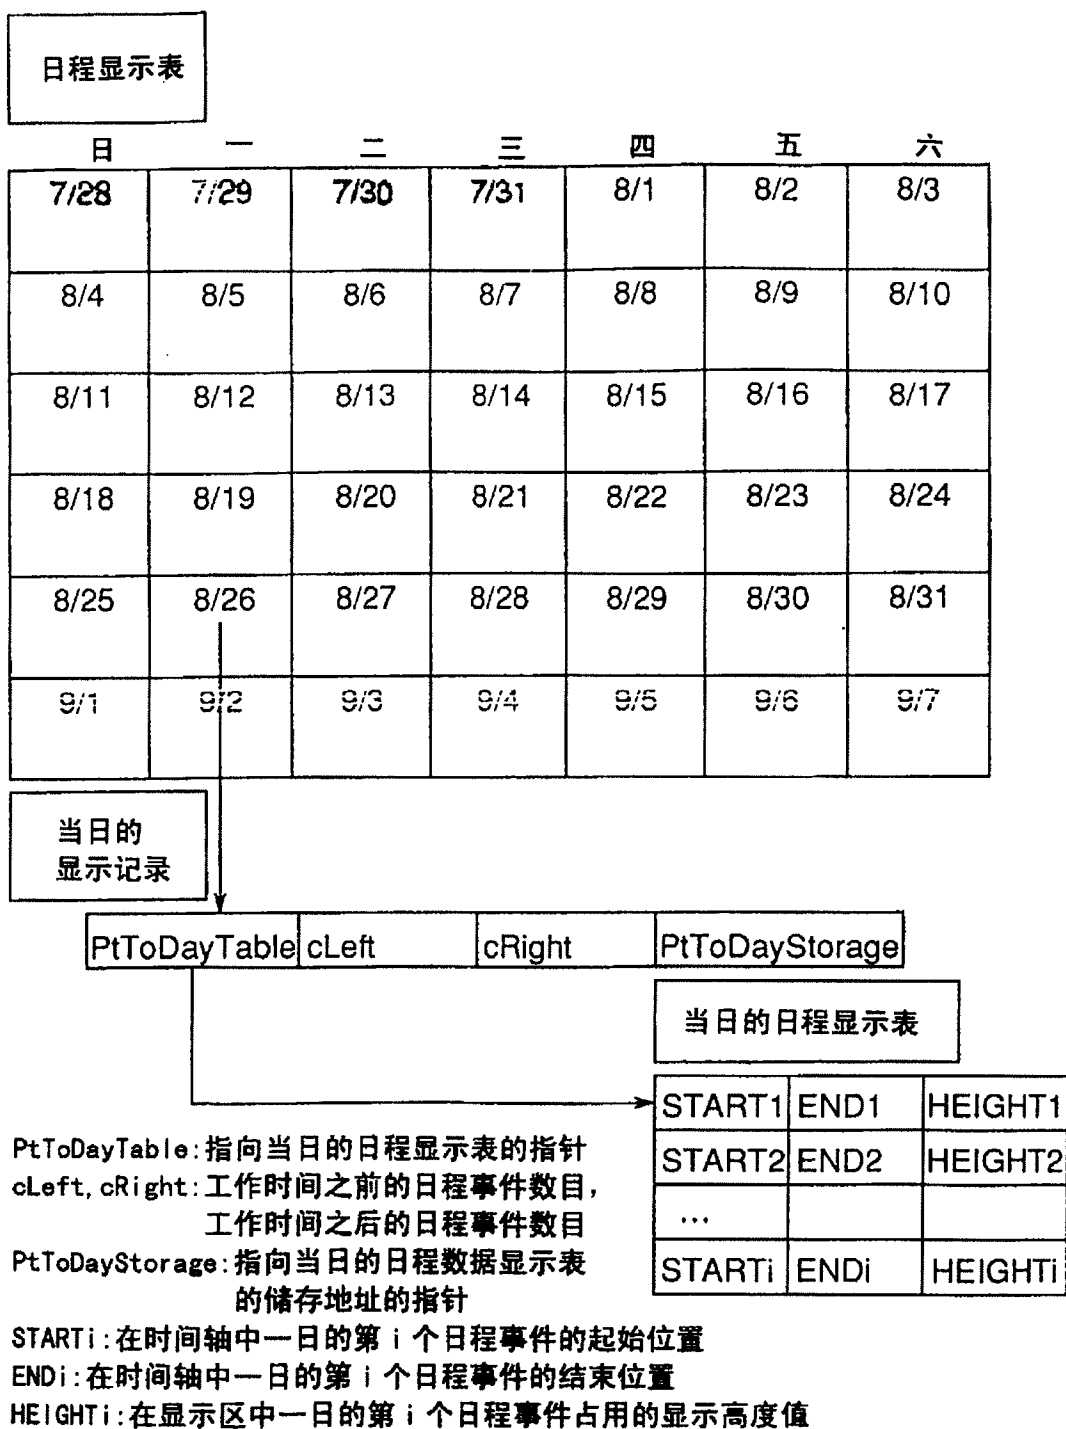 日程显示表
日 一 二 三 四 五 六
7/28 7/29 7/30 7/31 8/1 8/2 8/3
8/4 8/5 8/6 8/7 8/8 8/9 8/10
8/11 8/12 8/13 8/14 8/15 8/16 8/17
8/18 8/19 8/20 8/21 8/22 8/23 8/24
8/25 8/26 8/27 8/28 8/29 8/30 8/31
9/1 9/2 9/3 9/4 9/5 9/6 9/7
当日的
显示记录
PtToDayTable cLeft cRight PtToDayStorage
当日的日程显示表
START1 END1 HEIGHT1
START2 END2 HEIGHT2
...
STARTi ENDi HEIGHTi
PtToDayTable:指向当日的日程显示表的指针
cLeft,cRight:工作时间之前的日程事件数目,
工作时间之后的日程事件数目
PtToDayStorage:指向当日的日程数据显示表
的储存地址的指针
STARTi:在时间轴中一日的第i个日程事件的起始位置
ENDi:在时间轴中一日的第i个日程事件的结束位置
HEIGHTi:在显示区中一日的第i个日程事件占用的显示高度值